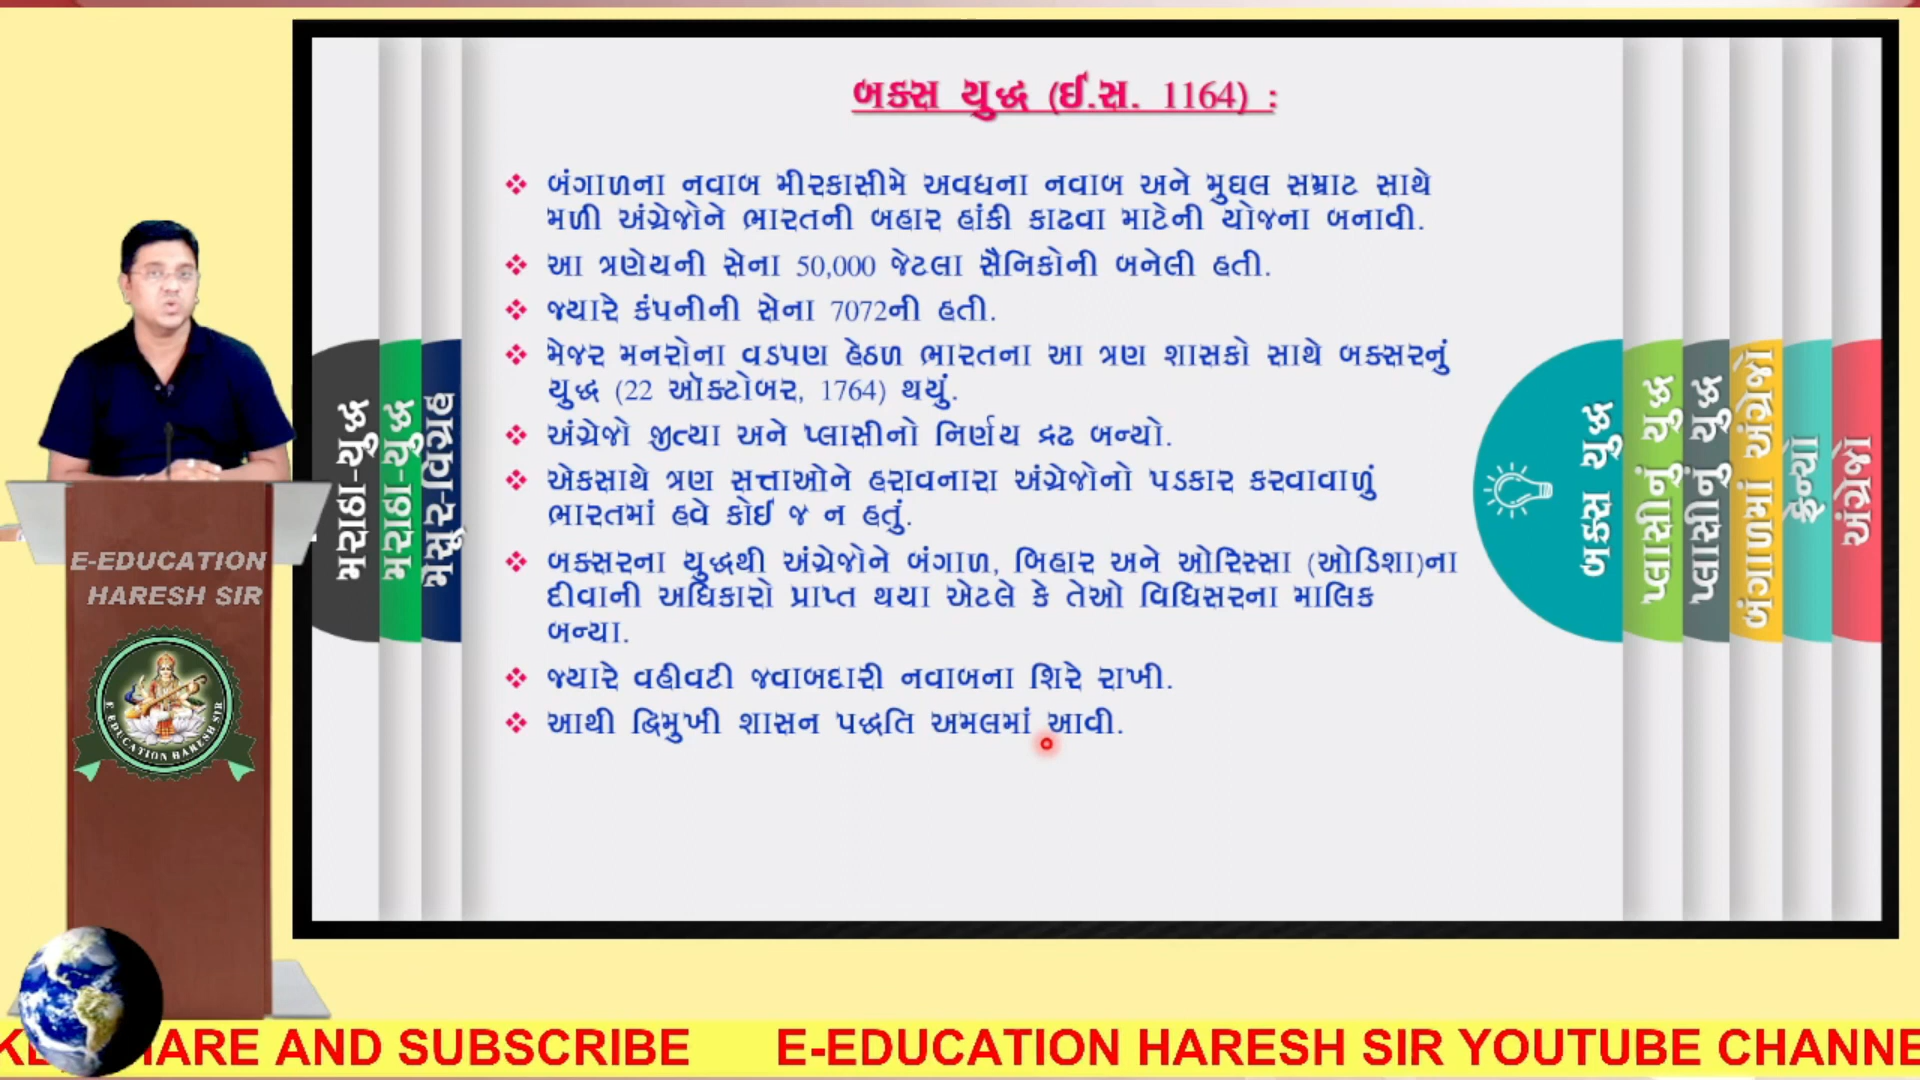 બક્સ યુદ્ધ (ઈ.સ. 1164) :
બંગાળના નવાબ મીરકાસીમે અવધના નવાબ અને મુઘલ સમ્રાટ સાથે
મળી અંગ્રેજોને ભારતની બહાર હાંકી કાઢવા માટેની યોજના બનાવી.
આ ત્રણેયની સેના 50,000 જેટલા સૈનિકોની બનેલી હતી.
જ્યારે કંપનીની સેના 7072ની હતી.
મેજર મનરોના વડપણ હેઠળ ભારતના આ ત્રણ શાસકો સાથે બક્સરનું
યુદ્ધ (22 ઑક્ટોબર, 1764) થયું.
અંગ્રેજો જીત્યા અને પ્લાસીનો નિર્ણય દ્રઢ બન્યો.
એકસાથે ત્રણ સત્તાઓને હરાવનારા અંગ્રેજોનો પડકાર કરવાવાળું
ભારતમાં હવે કોઈ જ ન હતું.
બક્સરના યુદ્ધથી અંગ્રેજોને બંગાળ, બિહાર અને ઓરિસ્સા (ઓડિશા)ના
દીવાની અધિકારો પ્રાપ્ત થયા એટલે કે તેઓ વિધિસરના માલિક
બન્યા.
જ્યારે વહીવટી જવાબદારી નવાબના શિરે રાખી.
આથી દ્વિમુખી શાસન પદ્ધતિ અમલમાં આવી.
મરાઠા-યુદ્ધ
મરાઠા-યુદ્ધ
મૈસૂર-વિગ્રહ
બક્સ યુદ્ધ
પ્લાસીનું યુદ્ધ
પ્લાસીનું યુદ્ધ
બંગાળમાં અંગ્રેજો
ફ્રેન્ચો
અંગ્રેજો
E-EDUCATION
HARESH SIR
E EDUCATION HARESH SIR
ARE AND SUBSCRIBE E-EDUCATION HARESH SIR YOUTUBE CHANNE